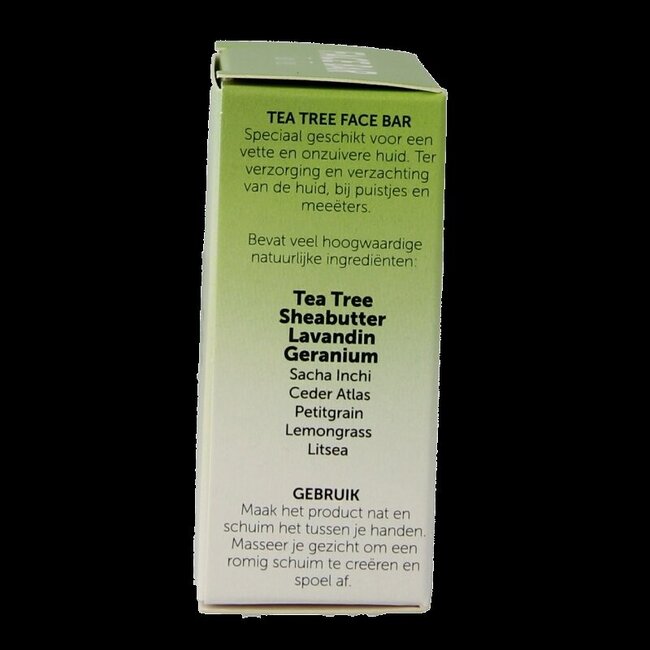 TEA TREE FACE BAR
Speciaal geschikt voor een
vette en onzuivere huid. Ter
verzorging en verzachting
van de huid, bij puistjes en
meeëters.
Bevat veel hoogwaardige
natuurlijke ingrediënten:
Tea Tree
Sheabutter
Lavandin
Geranium
Sacha Inchi
Ceder Atlas
Petitgrain
Lemongrass
Litsea
GEBRUIK
Maak het product nat en
schuim het tussen je handen.
Masseer je gezicht om een
romig schuim te creëren en
spoel af.